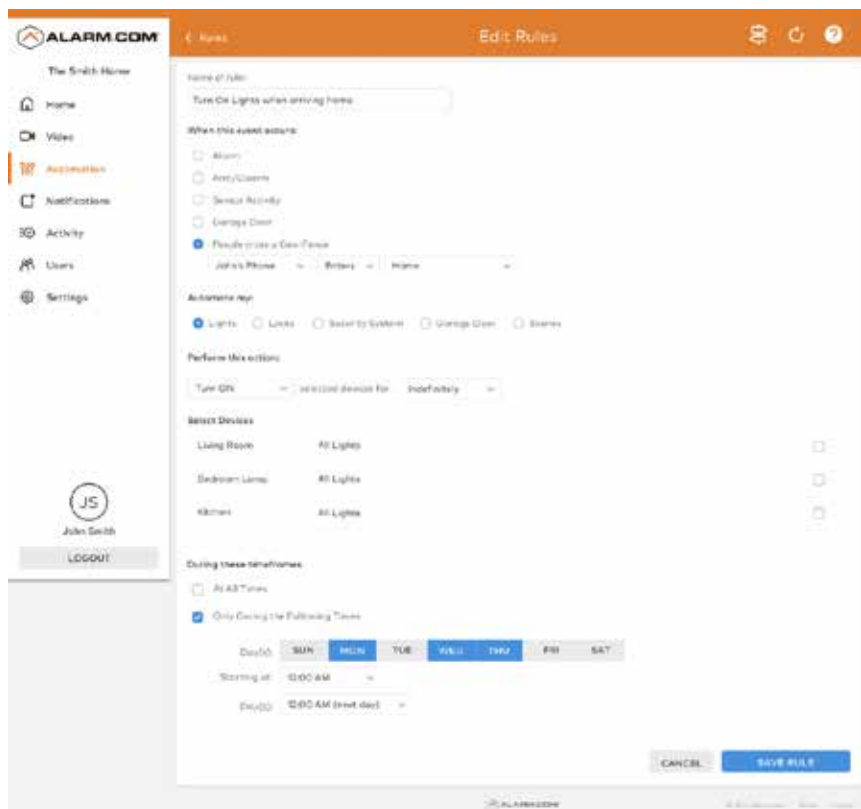 ALARM.COM
Rules
Edit Rules
The Smith Home
Home
Video
Automation
Notifications
Activity
Users
Settings
JS
John Smith
LOGOUT
Name of rule:
Turn On Lights when arriving home
When this event occurs:
Alarm
Arm/Disarm
Sensor Activity
Garage Door
People cross a Geo-Fence
John's Phone Enters Home
Automate my:
Lights Locks Security System Garage Door Scenes
Perform this action:
Turn ON selected devices for Indefinitely
Select Devices
Living Room All Lights
Bedroom Lamp All Lights
Kitchen All Lights
During these timeframes
At All Times
Only During the Following Times
Day(s): SUN MON TUE WED THU FRI SAT
Starting at: 12:00 AM
Day(s): 12:00 AM (next day)
CANCEL SAVE RULE
ALARM.COM